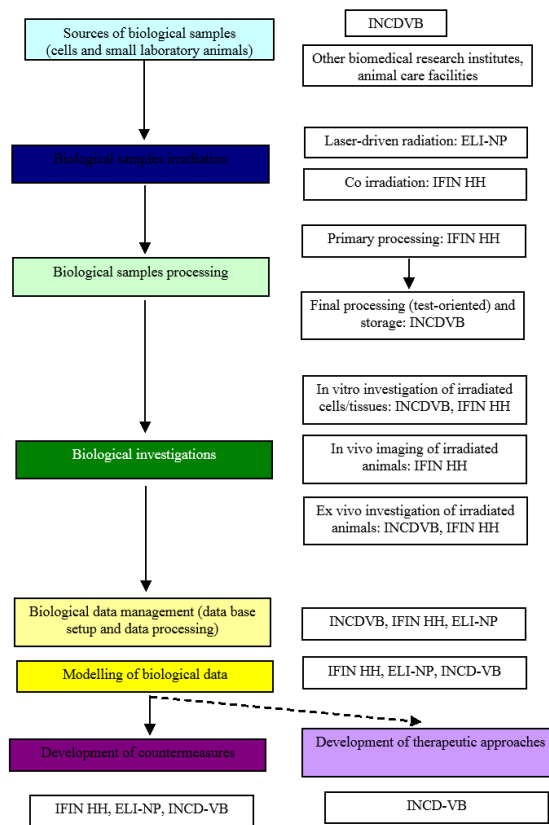 Sources of biological samples
(cells and small laboratory animals)
INCDVB
Other biomedical research institutes,
animal care facilities
Biological samples irradiation
Laser-driven radiation: ELI-NP
Co irradiation: IFIN HH
Primary processing: IFIN HH
Biological samples processing
Final processing (test-oriented) and
storage: INCDVB
In vitro investigation of irradiated
cells/tissues: INCDVB, IFIN HH
Biological investigations
In vivo imaging of irradiated
animals: IFIN HH
Ex vivo investigation of irradiated
animals: INCDVB, IFIN HH
Biological data management (data base
setup and data processing)
INCDVB, IFIN HH, ELI-NP
Modelling of biological data
IFIN HH, ELI-NP, INCD-VB
Development of countermeasures
Development of therapeutic approaches
IFIN HH, ELI-NP, INCD-VB
INCD-VB